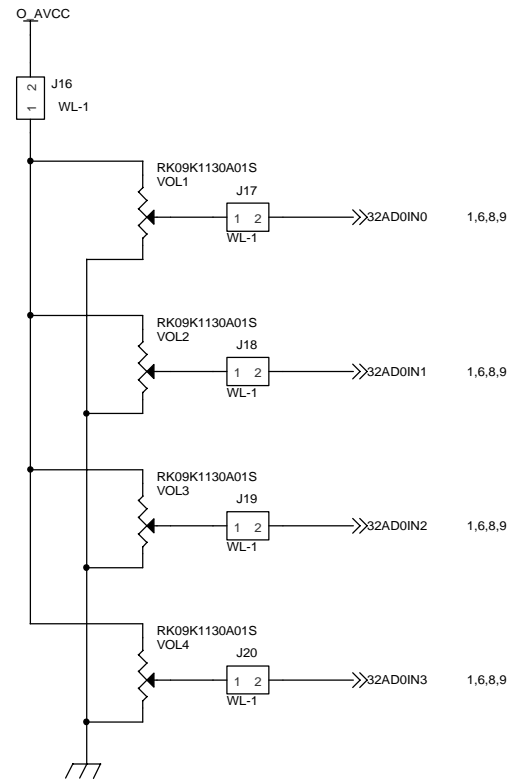 O_AVCC
1 2
J16
WL-1
RK09K1130A01S
VOL1
J17
1 2
WL-1
32AD0IN0 1,6,8,9
RK09K1130A01S
VOL2
J18
1 2
WL-1
32AD0IN1 1,6,8,9
RK09K1130A01S
VOL3
J19
1 2
WL-1
32AD0IN2 1,6,8,9
RK09K1130A01S
VOL4
J20
1 2
WL-1
32AD0IN3 1,6,8,9